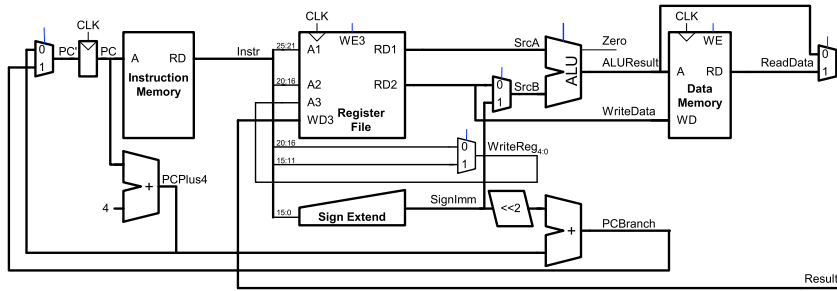 CLK
CLK
CLK
0
1
PC'
PC
A RD
Instruction
Memory
Instr
25:21
A1
WE3
RD1
SrcA
Zero
ALU
ALUResult
WE
A RD
ReadData
0
1
20:16
A2
RD2
0
1
SrcB
Data
Memory
A3
Register
File
WD3
WriteData
WD
20:16
0
WriteReg4:0
15:11
1
PCPlus4
+
4
SignImm
<<2
15:0
Sign Extend
+
PCBranch
Result